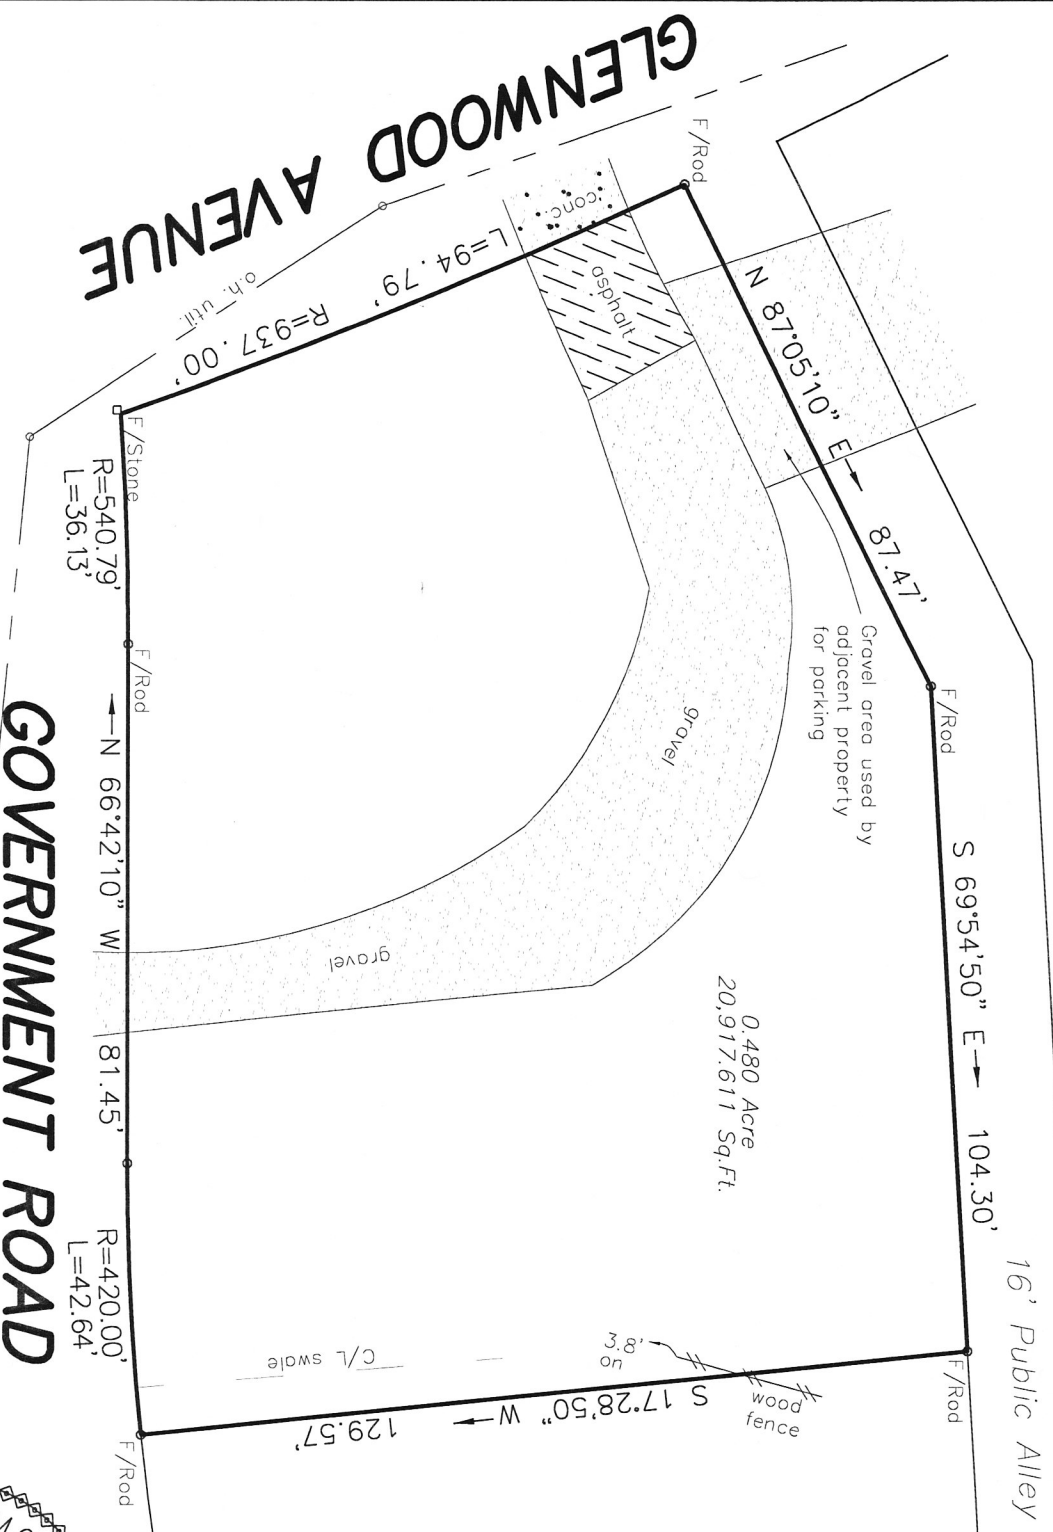 GLENWOOD AVENUE
F/Rod
conc.
asphalt
L=94.79'
R=937.00'
o.h. util.
N 87°05'10" E
87.47'
F/Stone
R=540.79'
L=36.13'
F/Rod
Gravel area used by
adjacent property
for parking
F/Rod
gravel
gravel
N 66°42'10" W
81.45'
GOVERNMENT ROAD
S 69°54'50" E
104.30'
0.480 Acre
20,917.611 Sq.Ft.
16' Public Alley
R=420.00'
L=42.64'
C/L swale
3.8'
on
wood
fence
S 17°28'50" W
129.57'
F/Rod
F/Rod